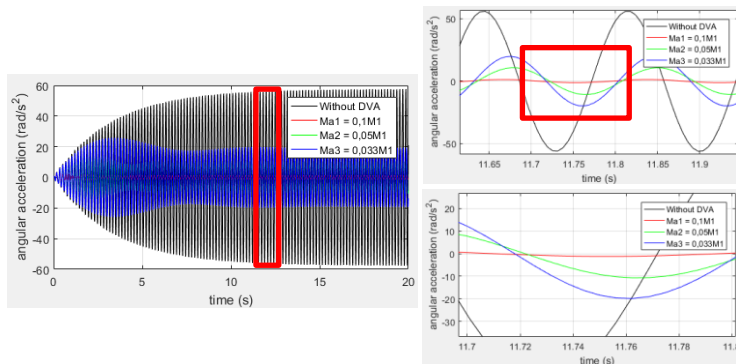 angular acceleration (rad/s²)
60
40
20
0
-20
-40
-60
0
5
10
15
20
time (s)
Without DVA
Ma1 = 0,1M1
Ma2 = 0,05M1
Ma3 = 0,033M1
angular acceleration (rad/s²)
50
0
-50
11.65
11.7
11.75
11.8
11.85
11.9
time (s)
Without DVA
Ma1 = 0,1M1
Ma2 = 0,05M1
Ma3 = 0,033M1
angular acceleration (rad/s²)
20
10
0
-10
-20
-30
11.7
11.72
11.74
11.76
11.78
time (s)
Without DVA
Ma1 = 0,1M1
Ma2 = 0,05M1
Ma3 = 0,033M1